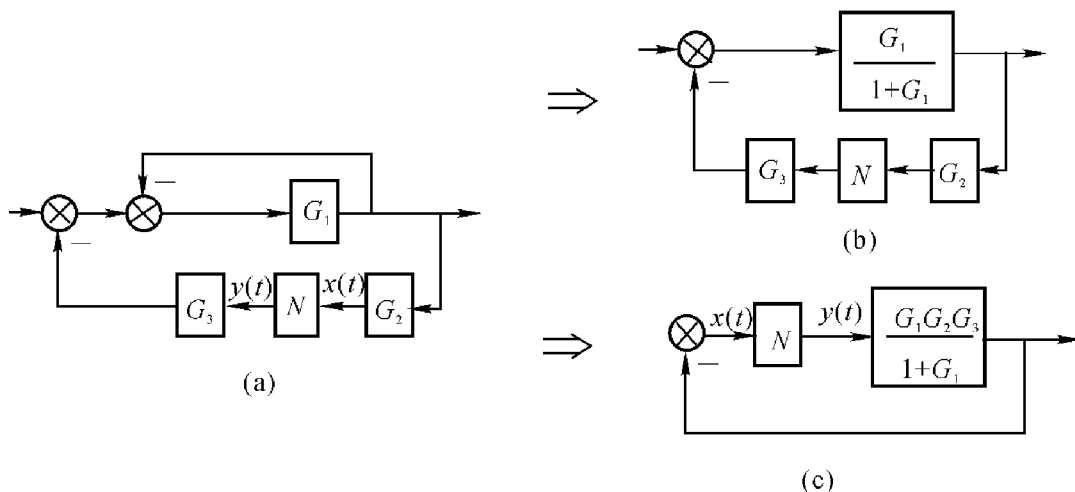 G₁
G₃
y(t)
N
x(t)
G₂
(a)
⇒
G₁
1+G₁
G₃
N
G₂
(b)
⇒
x(t)
N
y(t)
G₁G₂G₃
1+G₁
(c)